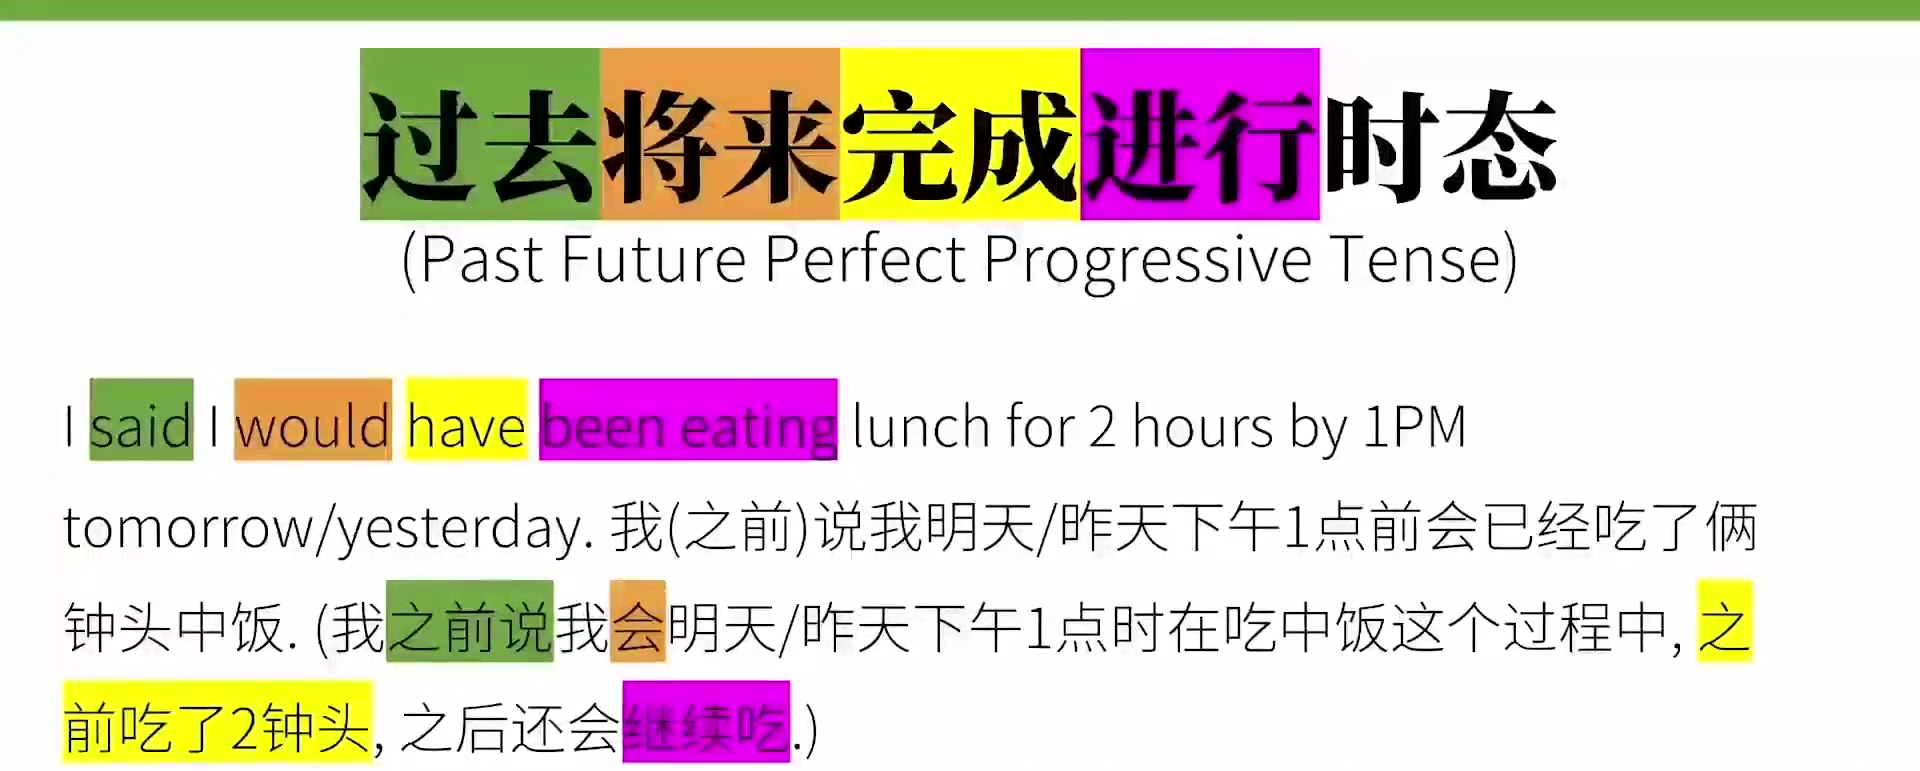 过去将来完成进行时态
(Past Future Perfect Progressive Tense)
I said I would have been eating lunch for 2 hours by 1PM
tomorrow/yesterday. 我(之前)说我明天/昨天下午1点前会已经吃了俩
钟头中饭. (我之前说我会明天/昨天下午1点时在吃中饭这个过程中, 之
前吃了2钟头, 之后还会继续吃.)